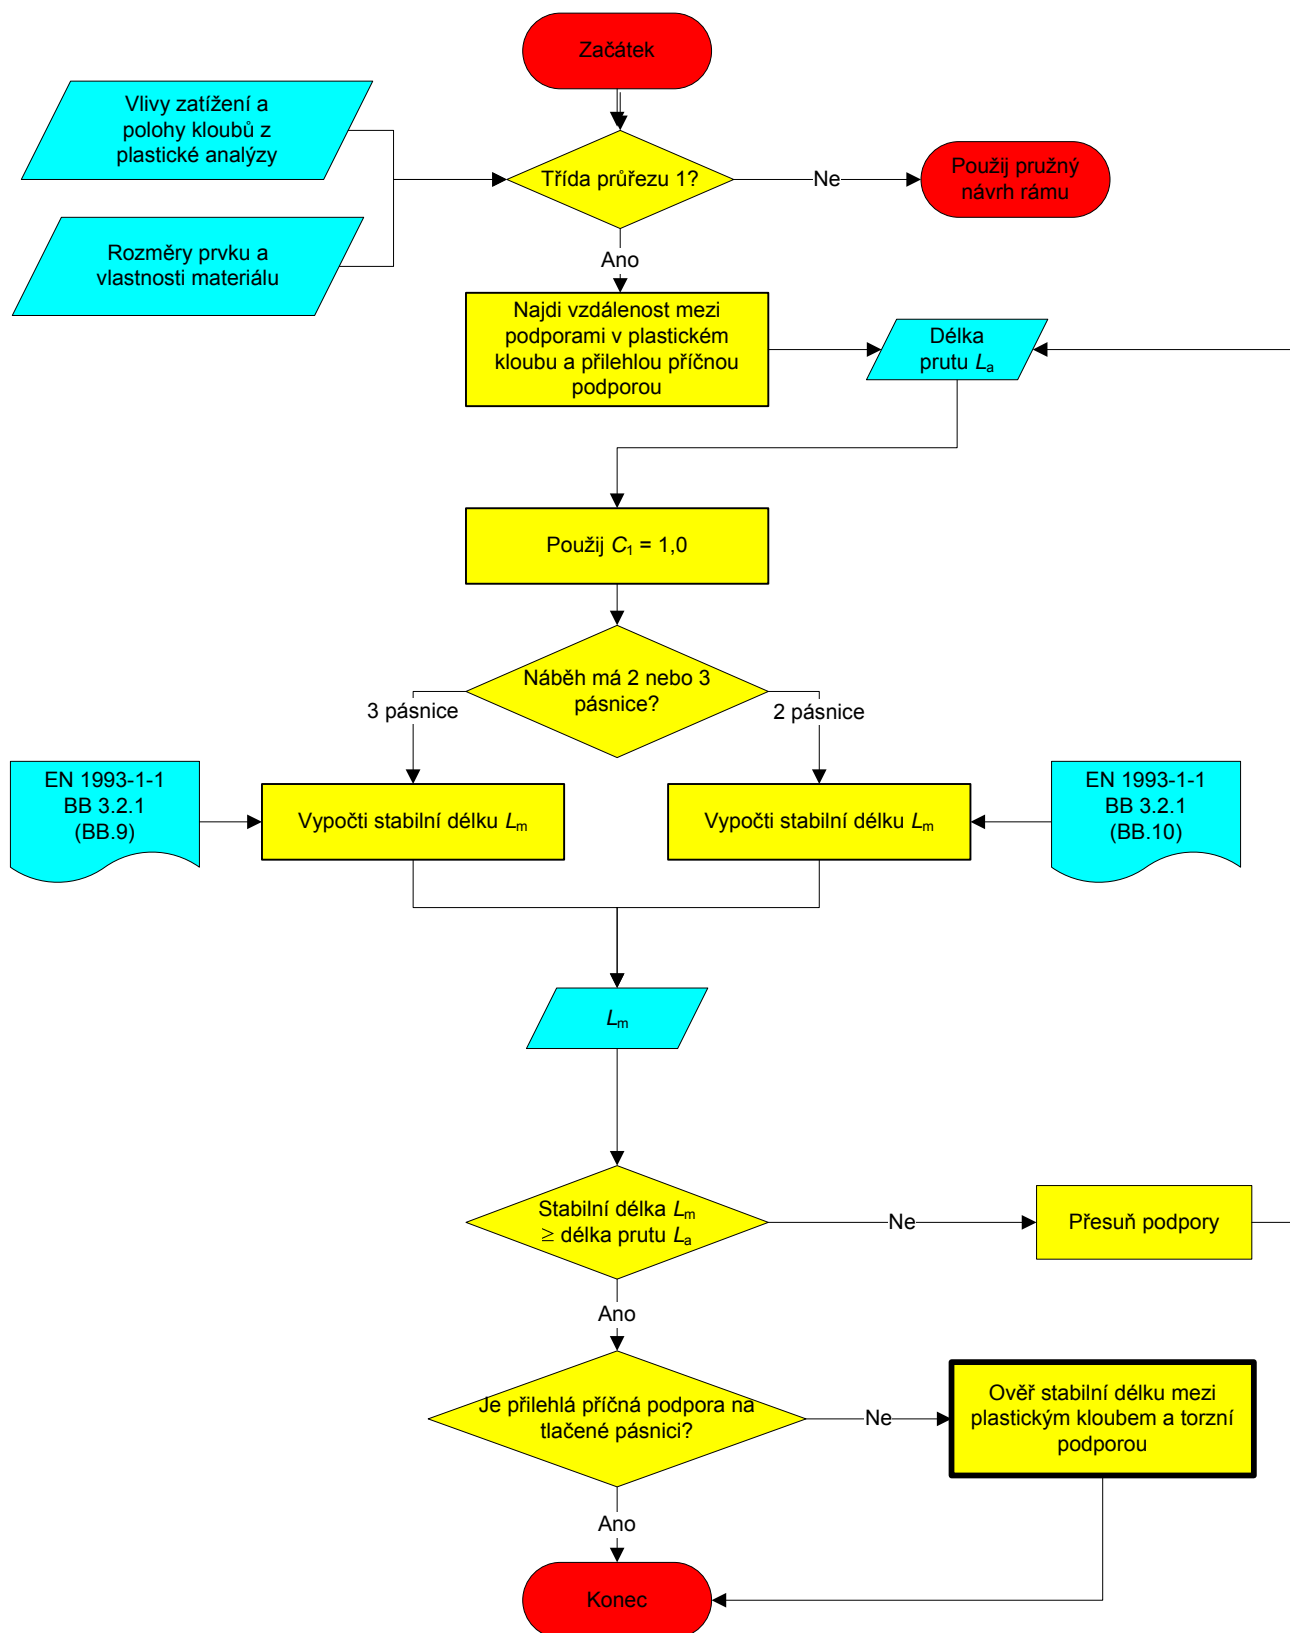 Začátek
Vlivy zatížení a
polohy kloubů z
plastické analýzy
Třída průřezu 1?
Ne
Použij pružný
návrh rámu
Rozměry prvku a
vlastnosti materiálu
Ano
Najdi vzdálenost mezi
podporami v plastickém
kloubu a přilehlou příčnou
podporou
Délka
prutu La
Použij C1 = 1,0
Náběh má 2 nebo 3
pásnice?
3 pásnice
2 pásnice
EN 1993-1-1
BB 3.2.1
(BB.9)
Vypočti stabilní délku Lm
Vypočti stabilní délku Lm
EN 1993-1-1
BB 3.2.1
(BB.10)
Lm
Stabilní délka Lm
≥ délka prutu La
Ne
Přesuň podpory
Ano
Je přilehlá příčná podpora na
tlačené pásnici?
Ne
Ověř stabilní délku mezi
plastickým kloubem a torzní
podporou
Ano
Konec